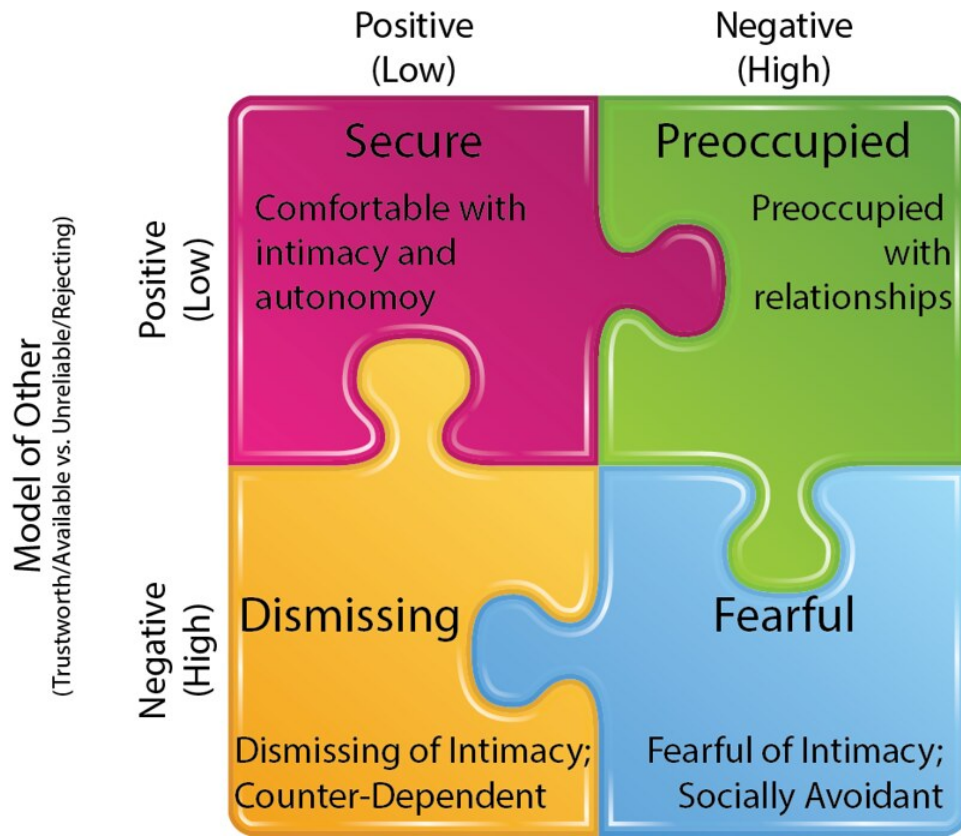 Positive
(Low)
Negative
(High)
Model of Other
(Trustworth/Available vs. Unreliable/Rejecting)
Positive
(Low)
Secure
Comfortable with
intimacy and
autonomoy
Preoccupied
Preoccupied
with
relationships
Negative
(High)
Dismissing
Dismissing of Intimacy;
Counter-Dependent
Fearful
Fearful of Intimacy;
Socially Avoidant